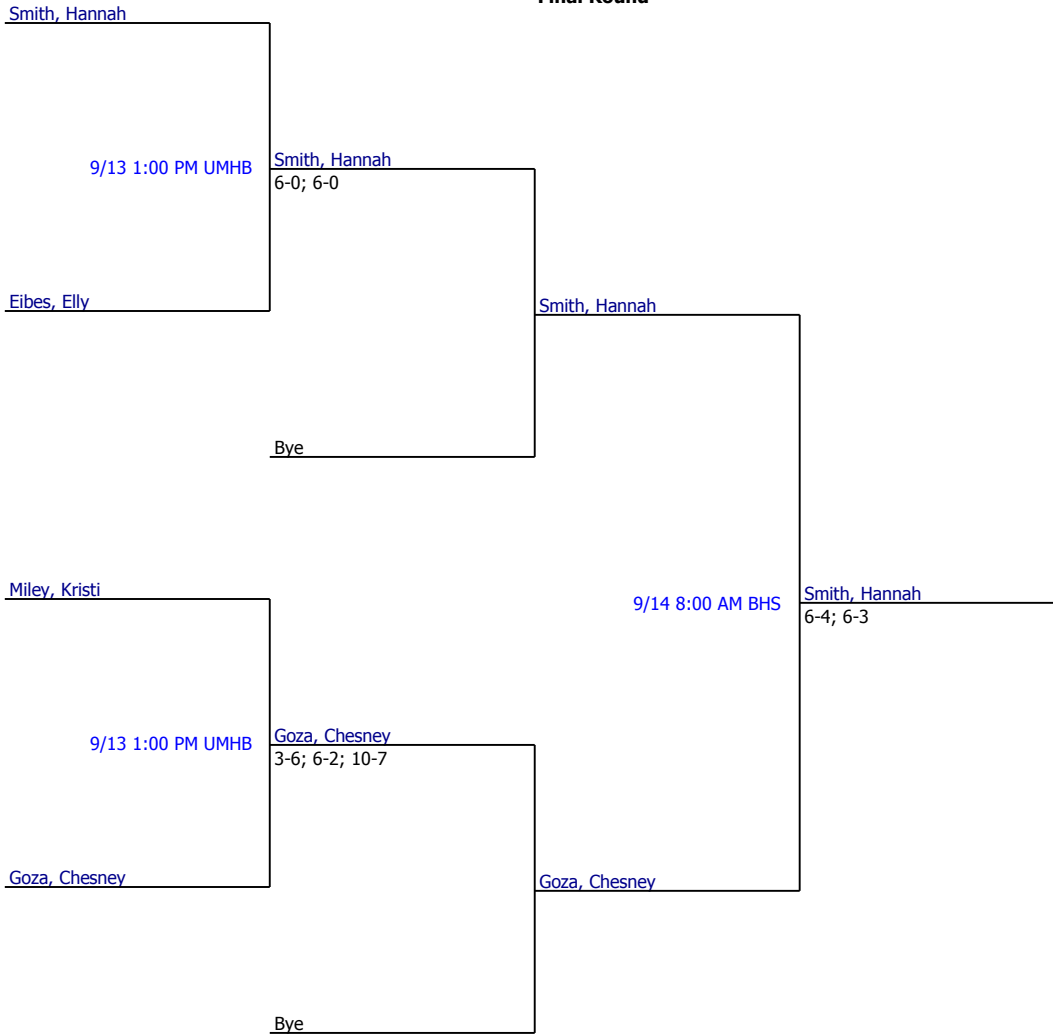 Final Round
Smith, Hannah
9/13 1:00 PM UMHB
Smith, Hannah
6-0; 6-0
Eibes, Elly
Smith, Hannah
Bye
Miley, Kristi
9/14 8:00 AM BHS
Smith, Hannah
6-4; 6-3
9/13 1:00 PM UMHB
Goza, Chesney
3-6; 6-2; 10-7
Goza, Chesney
Goza, Chesney
Bye